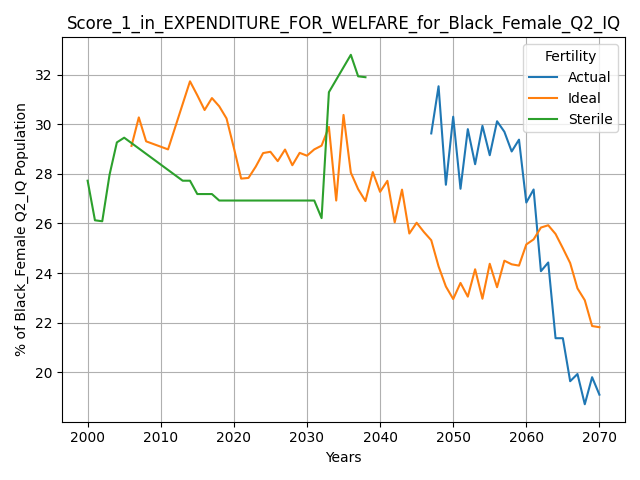 Score_1_in_EXPENDITURE_FOR_WELFARE_for_Black_Female_Q2_IQ
Fertility
Actual
Ideal
Sterile
% of Black_Female Q2_IQ Population
32
30
28
26
24
22
20
2000 2010 2020 2030 2040 2050 2060 2070
Years